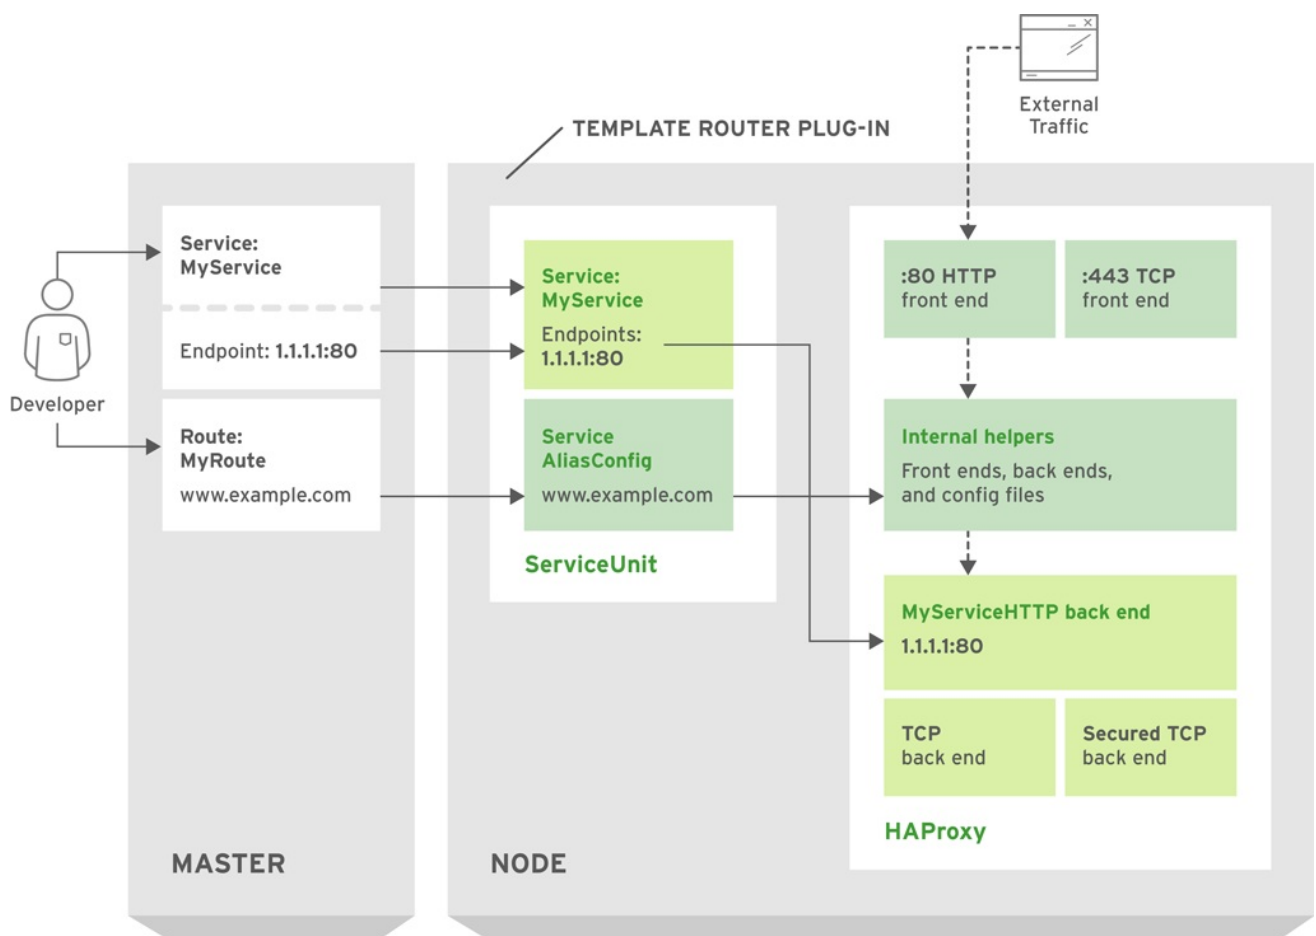 External
Traffic
TEMPLATE ROUTER PLUG-IN
Developer
Service:
MyService
Endpoint: 1.1.1.1:80
Route:
MyRoute
www.example.com
MASTER
Service:
MyService
Endpoints:
1.1.1.1:80
Service
AliasConfig
www.example.com
ServiceUnit
NODE
:80 HTTP
front end
:443 TCP
front end
Internal helpers
Front ends, back ends,
and config files
MyServiceHTTP back end
1.1.1.1:80
TCP
back end
Secured TCP
back end
HAProxy